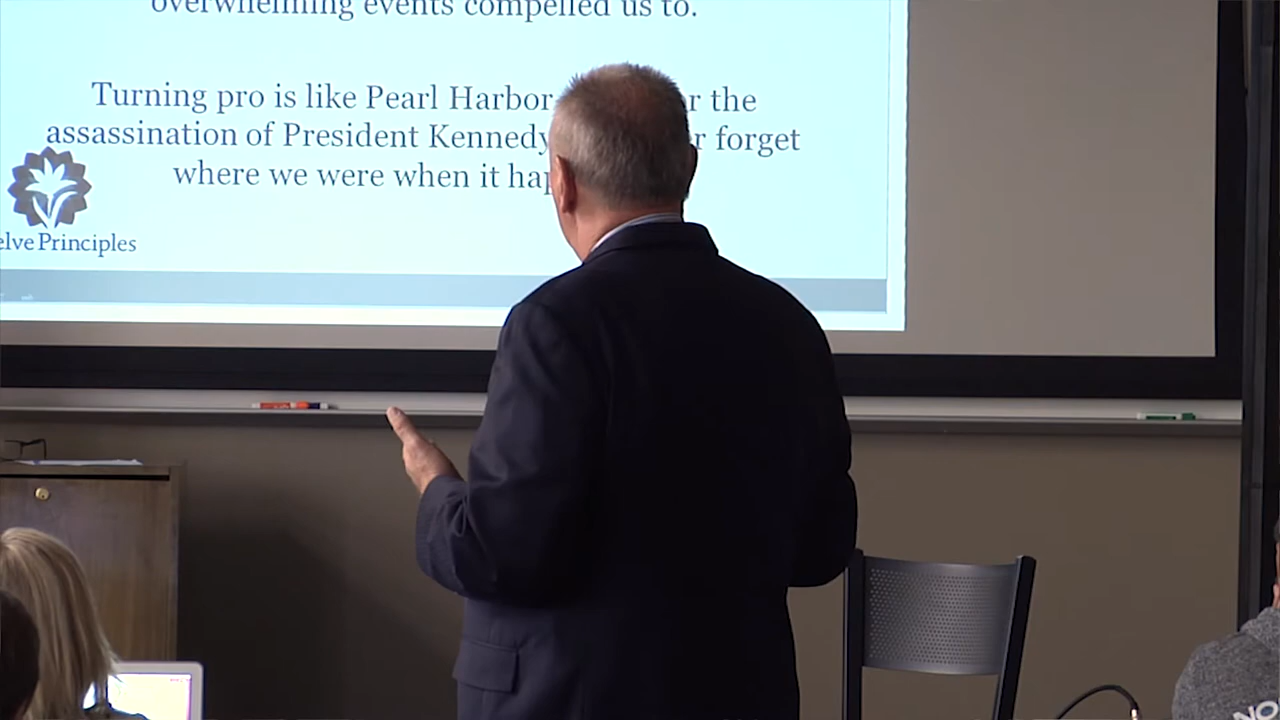 overwhelming events compelled us to.
Turning pro is like Pearl Harbor r the
assassination of President Kennedy r forget
where we were when it hap
elve Principles
NO